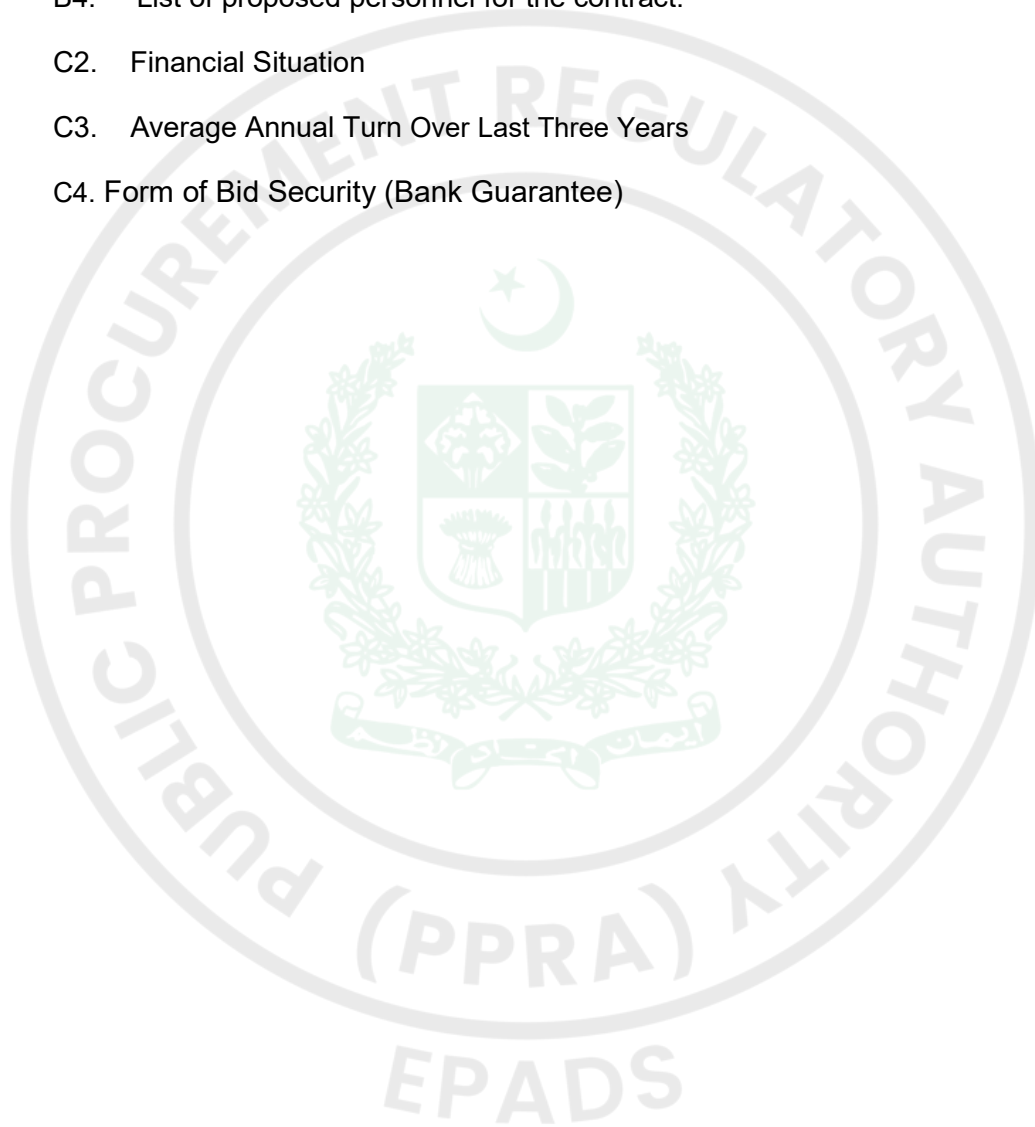 B4. List of proposed personnel for the contract.
C2. Financial Situation
C3. Average Annual Turn Over Last Three Years
C4. Form of Bid Security (Bank Guarantee)
PUBLIC PROCUREMENT REGULATORY AUTHORITY
(PPRA)
EPADS